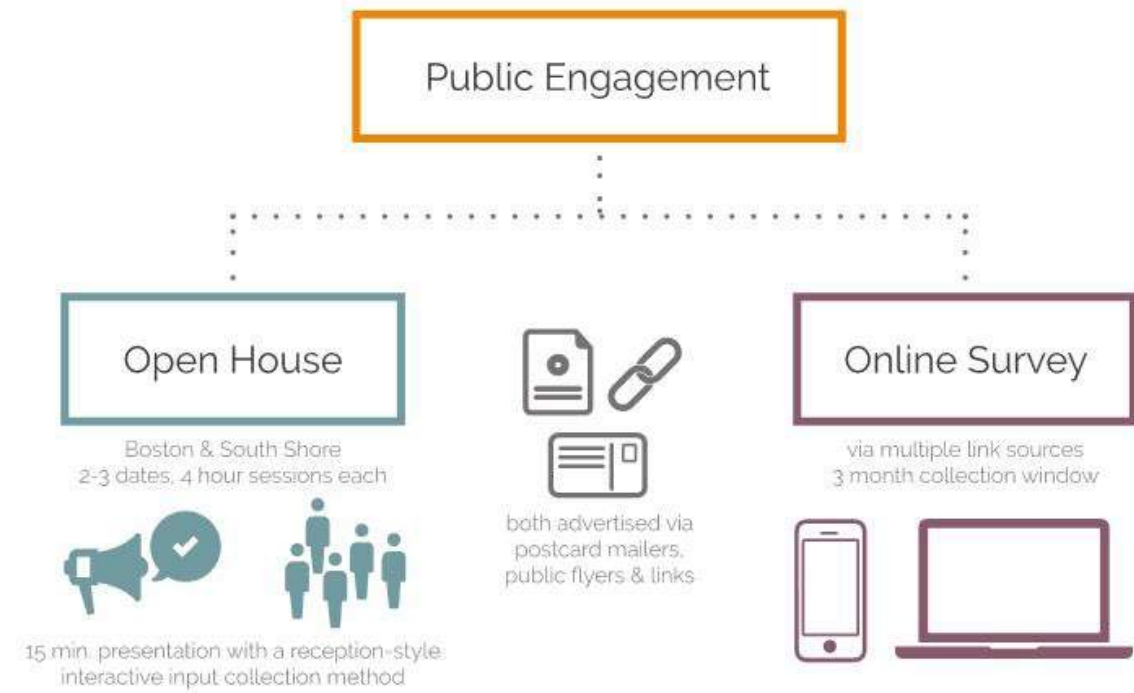 Public Engagement
Open House
Boston & South Shore
2-3 dates, 4 hour sessions each
15 min. presentation with a reception-style
interactive input collection method
both advertised via
postcard mailers,
public flyers & links
Online Survey
via multiple link sources
3 month collection window